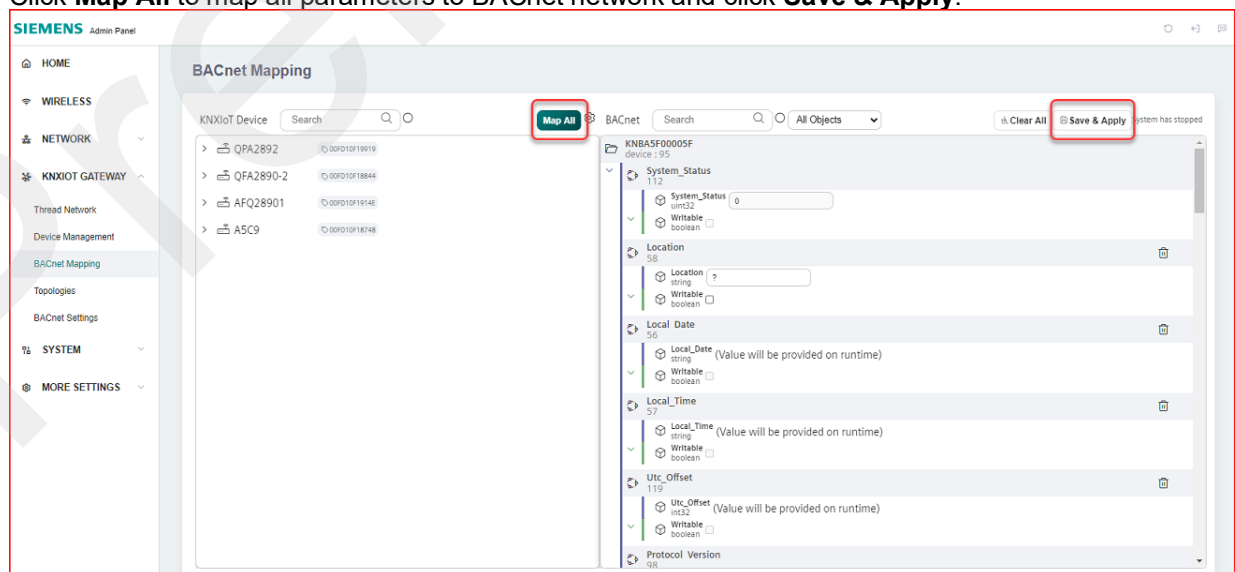 Click Map All to map all parameters to BACnet network and click Save & Apply.
SIEMENS Admin Panel
HOME
WIRELESS
NETWORK
KNXIOT GATEWAY
Thread Network
Device Management
BACnet Mapping
Topologies
BACnet Settings
SYSTEM
MORE SETTINGS
BACnet Mapping
KNXIoT Device Search Map All
QPA2892 00FD10F19919
QFA2890-2 00FD10F18844
AFQ28901 00FD10F1914E
A5C9 00FD10F18748
BACnet Search All Objects Clear All Save & Apply ystem has stopped
KNBA5F00005F
device : 95
System_Status
112
System_Status 0
uint32
Writable
boolean
Location
58
Location ?
string
Writable
boolean
Local Date
56
Local_Date (Value will be provided on runtime)
string
Writable
boolean
Local_Time
57
Local_Time (Value will be provided on runtime)
string
Writable
boolean
Utc_Offset
119
Utc_Offset (Value will be provided on runtime)
int32
Writable
boolean
Protocol Version
98